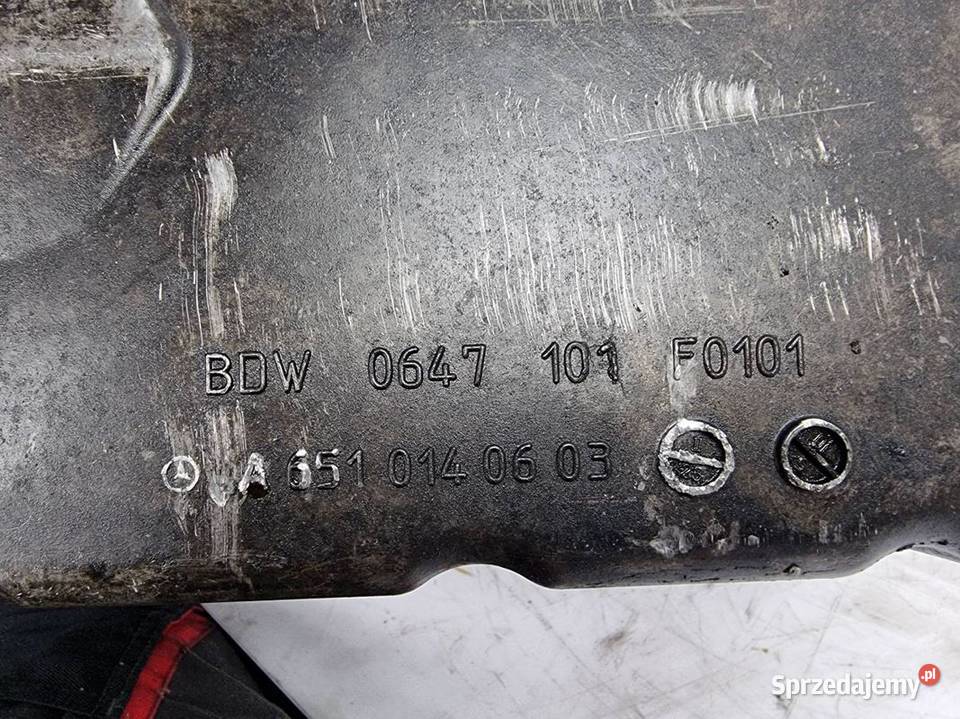 BDW 0647 101 F0101
A 651 014 06 03
Sprzedajemy.pl